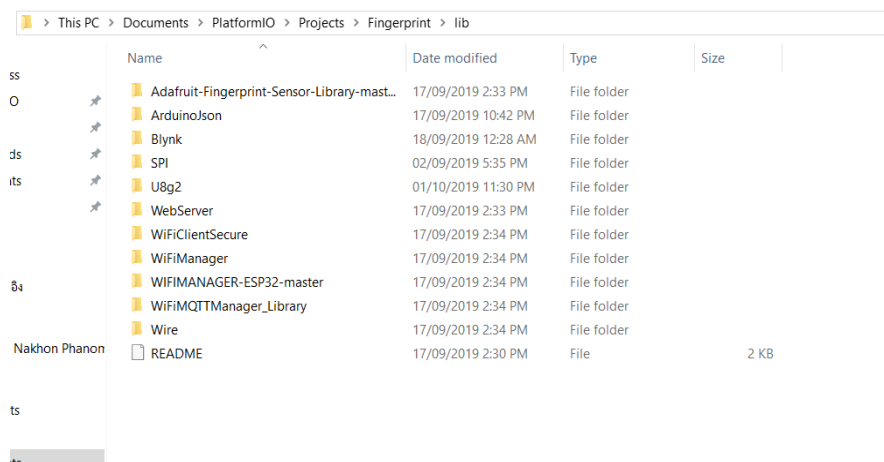 This PC > Documents > PlatformIO > Projects > Fingerprint > lib
Name Date modified Type Size
Adafruit-Fingerprint-Sensor-Library-mast... 17/09/2019 2:33 PM File folder
ArduinoJson 17/09/2019 10:42 PM File folder
Blynk 18/09/2019 12:28 AM File folder
SPI 02/09/2019 5:35 PM File folder
U8g2 01/10/2019 11:30 PM File folder
WebServer 17/09/2019 2:33 PM File folder
WiFiClientSecure 17/09/2019 2:34 PM File folder
WiFiManager 17/09/2019 2:34 PM File folder
WIFIMANAGER-ESP32-master 17/09/2019 2:34 PM File folder
WiFiMQTTManager_Library 17/09/2019 2:34 PM File folder
Wire 17/09/2019 2:34 PM File folder
README 17/09/2019 2:30 PM File 2 KB
ss
O
ds
ıts
อิง
Nakhon Phanom
ts